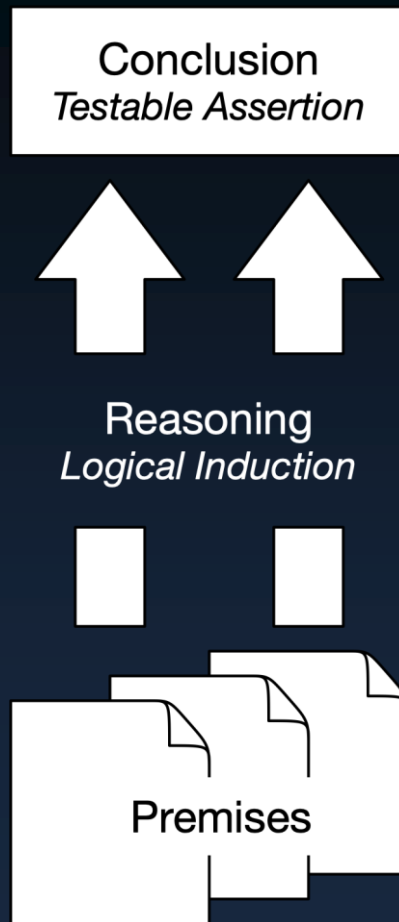 Conclusion
Testable Assertion
Reasoning
Logical Induction
Premises